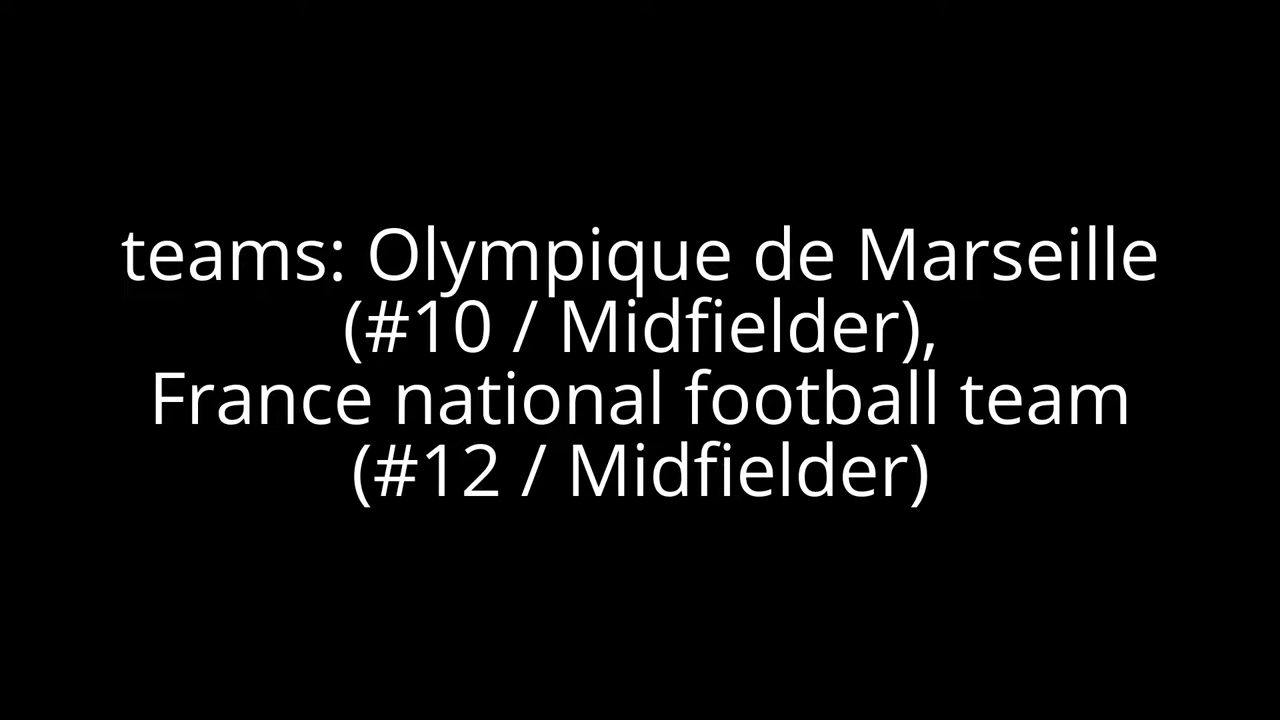 teams: Olympique de Marseille
(#10 / Midfielder),
France national football team
(#12 / Midfielder)